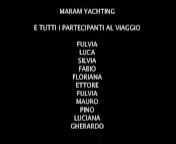 MARAM YACHTING
E TUTTI I PARTECIPANTI AL VIAGGIO
FULVIA
LUCA
SILVIA
FABIO
FLORIANA
ETTORE
FULVIA
MAURO
PINO
LUCIANA
GHERARDO